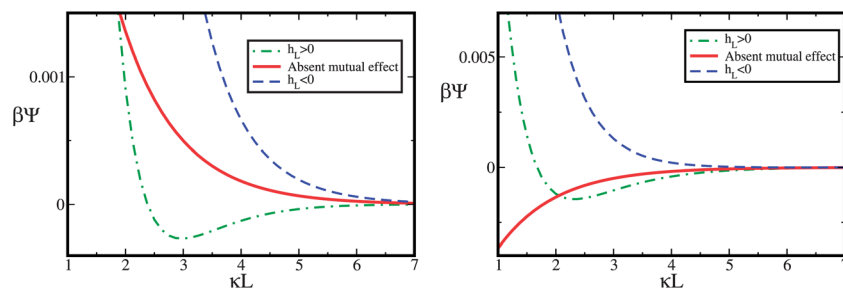 h_L>0
Absent mutual effect
h_L<0
0.001
βΨ
0
1 2 3 4 5 6 7
κL
h_L>0
Absent mutual effect
h_L<0
0.005
βΨ
0
1 2 3 4 5 6 7
κL